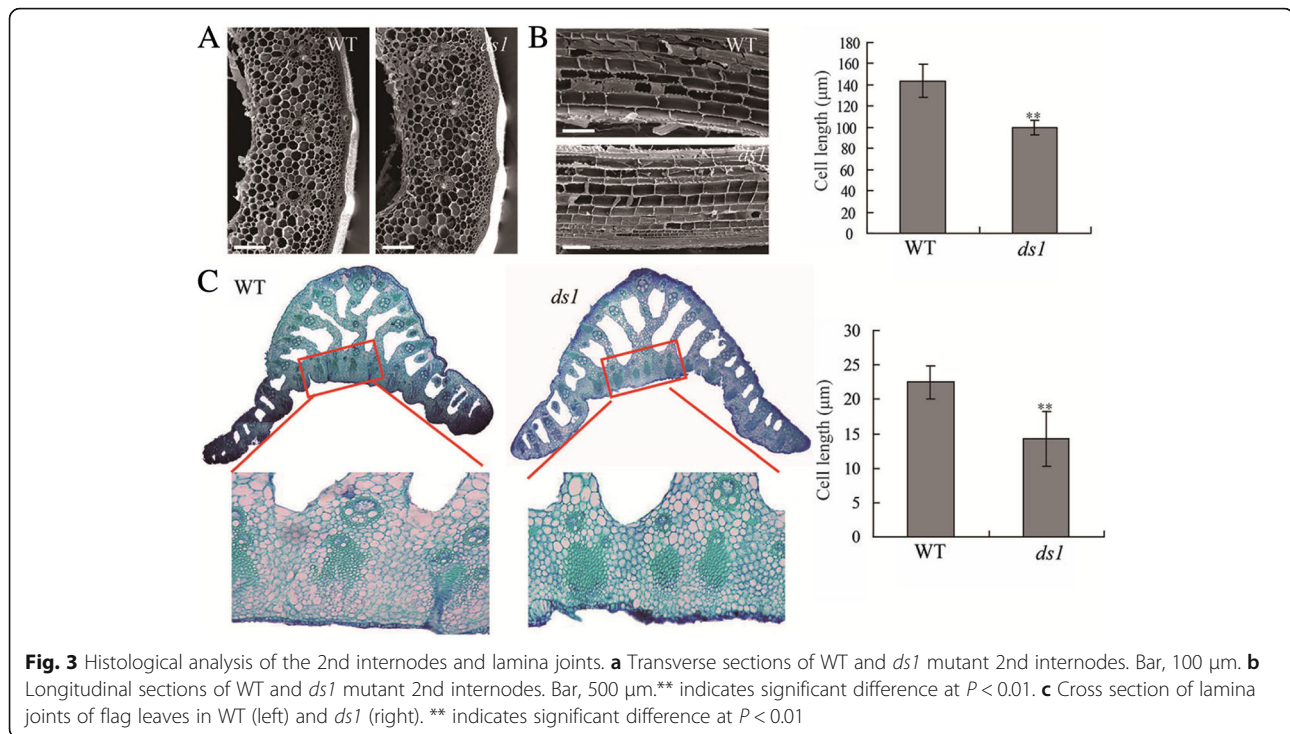 A
WT
ds1
B
WT
ds1
Cell length (µm)
160
140
120
100
80
60
40
20
0
**
WT
ds1
C
WT
ds1
Cell length (µm)
30
25
20
15
10
5
0
**
WT
ds1
Fig. 3 Histological analysis of the 2nd internodes and lamina joints. a Transverse sections of WT and ds1 mutant 2nd internodes. Bar, 100 µm. b
Longitudinal sections of WT and ds1 mutant 2nd internodes. Bar, 500 µm.** indicates significant difference at P < 0.01. c Cross section of lamina
joints of flag leaves in WT (left) and ds1 (right). ** indicates significant difference at P < 0.01